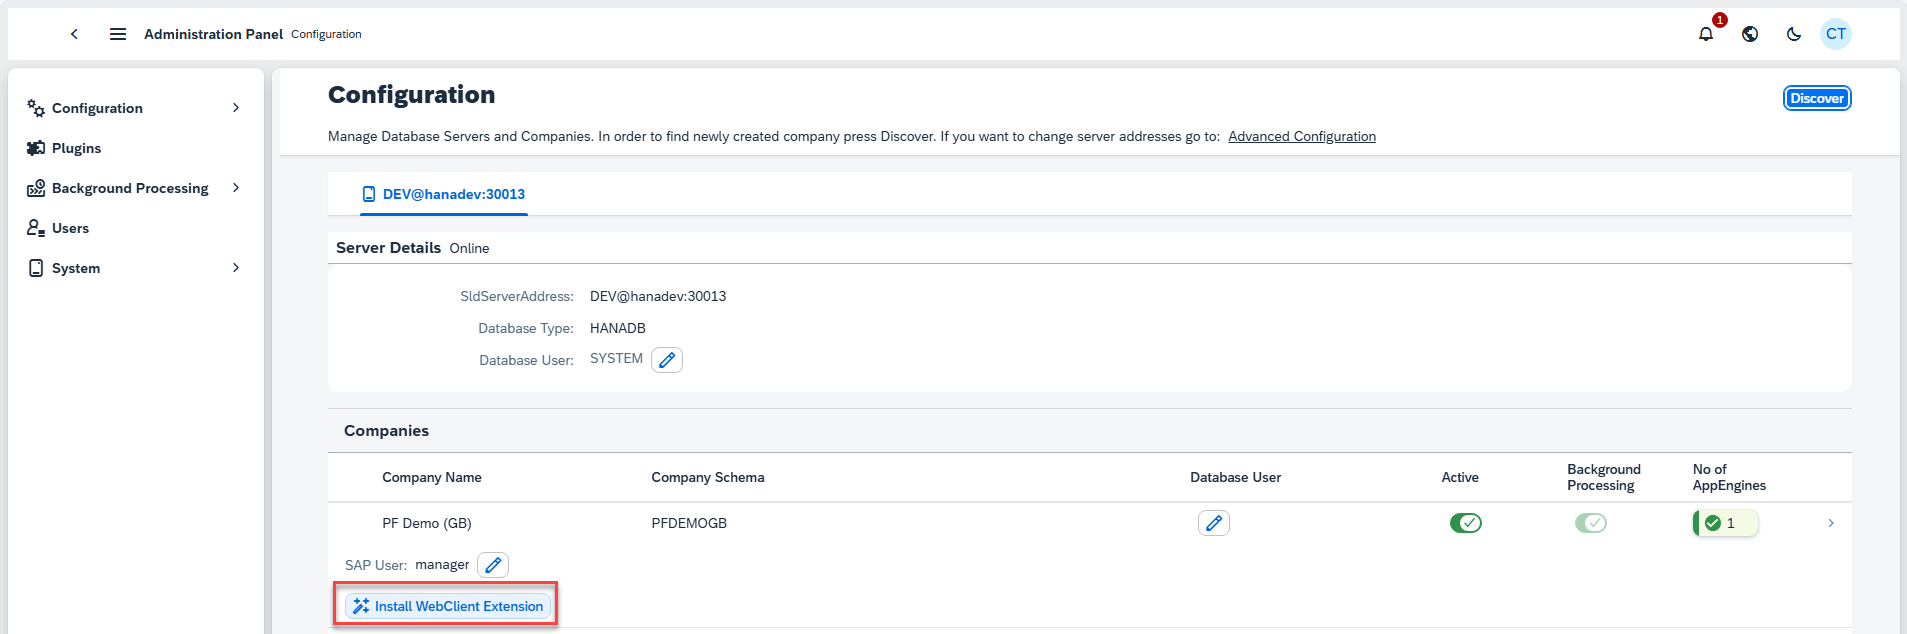 Administration Panel Configuration
1
CT
Configuration
Plugins
Background Processing
Users
System
Configuration
Discover
Manage Database Servers and Companies. In order to find newly created company press Discover. If you want to change server addresses go to: Advanced Configuration
DEV@hanadev:30013
Server Details Online
SldServerAddress: DEV@hanadev:30013
Database Type: HANADB
Database User: SYSTEM
Companies
Company Name Company Schema Database User Active Background Processing No of AppEngines
PF Demo (GB) PFDEMOGB 1
SAP User: manager
Install WebClient Extension